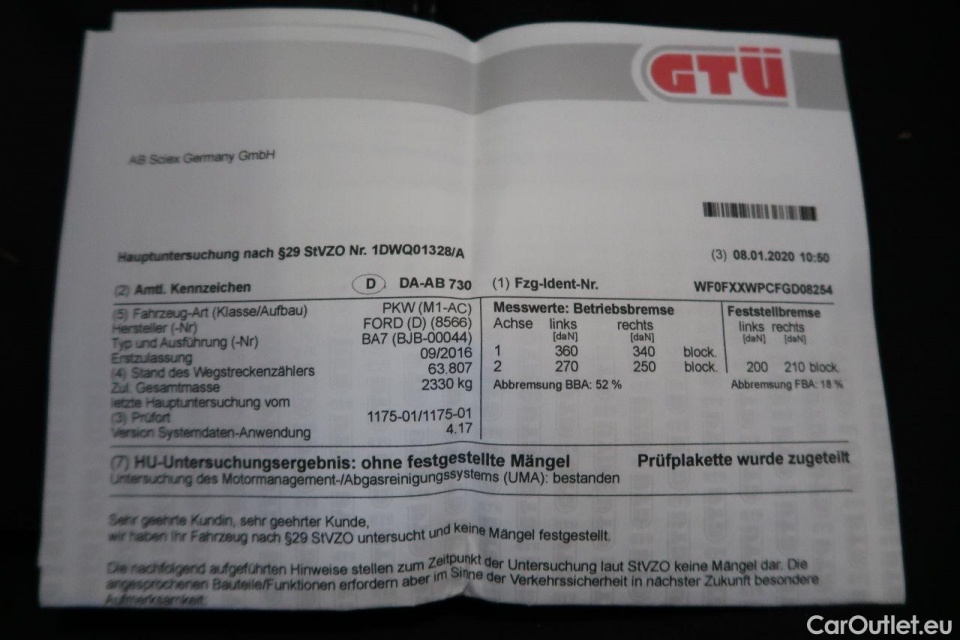 GTÜ
AB Sciex Germany GmbH
Hauptuntersuchung nach §29 StVZO Nr. 1DWQ01328/A (3) 08.01.2020 10:50
(2) Amtl. Kennzeichen D DA-AB 730 (1) Fzg-Ident-Nr. WF0FXXWPCFGD08254
(5) Fahrzeug-Art (Klasse/Aufbau) PKW (M1-AC)
Hersteller (-Nr) FORD (D) (8566)
Typ und Ausführung (-Nr) BA7 (BJB-00044)
Erstzulassung 09/2016
(4) Stand des Wegstreckenzählers 63.807
Zul. Gesamtmasse 2330 kg
letzte Hauptuntersuchung vom
(3) Prüfort 1175-01/1175-01
Version Systemdaten-Anwendung 4.17
Messwerte: Betriebsbremse Feststellbremse
Achse links rechts links rechts
[daN] [daN] [daN] [daN]
1 360 340 block.
2 270 250 block. 200 210 block.
Abbremsung BBA: 52 % Abbremsung FBA: 18 %
(7) HU-Untersuchungsergebnis: ohne festgestellte Mängel Prüfplakette wurde zugeteilt
Untersuchung des Motormanagement-/Abgasreinigungssystems (UMA): bestanden
Sehr geehrte Kundin, sehr geehrter Kunde,
wir haben Ihr Fahrzeug nach §29 StVZO untersucht und keine Mängel festgestellt.
Die nachfolgend aufgeführten Hinweise stellen zum Zeitpunkt der Untersuchung laut StVZO keine Mängel dar. Die
angesprochenen Bauteile/Funktionen erfordern aber im Sinne der Verkehrssicherheit in nächster Zukunft besondere
Aufmerksamkeit:
CarOutlet.eu